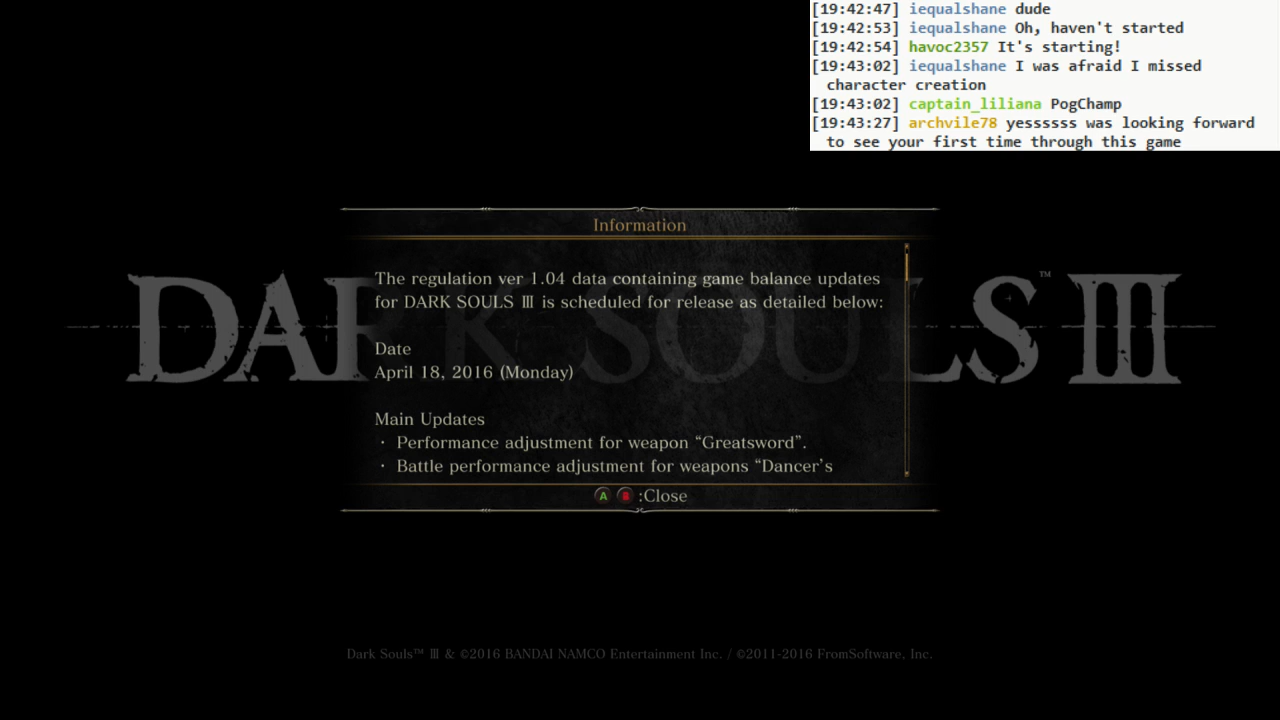 [19:42:47] iequalshane dude
[19:42:53] iequalshane Oh, haven't started
[19:42:54] havoc2357 It's starting!
[19:43:02] iequalshane I was afraid I missed
character creation
[19:43:02] captain_liliana PogChamp
[19:43:27] archvile78 yessssss was looking forward
to see your first time through this game
Information
The regulation ver 1.04 data containing game balance updates
for DARK SOULS Ⅲ is scheduled for release as detailed below:
DARK SOULS™ Ⅲ
Date
April 18, 2016 (Monday)
Main Updates
・ Performance adjustment for weapon “Greatsword”.
・ Battle performance adjustment for weapons “Dancer’s
A B :Close
Dark Souls™ Ⅲ & ©2016 BANDAI NAMCO Entertainment Inc. / ©2011-2016 FromSoftware, Inc.